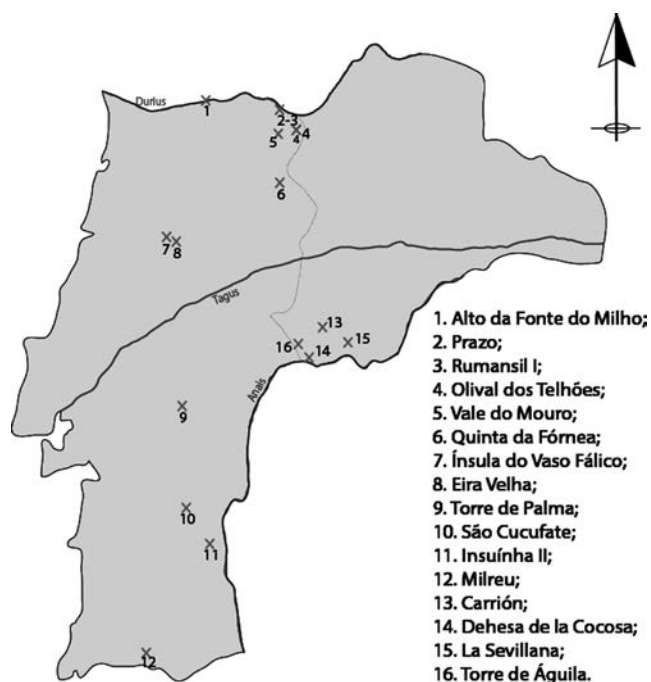 Durius
1
2-3
4
4
5
6
7
8
Tagus
13
16
15
14
Anais
9
10
11
12
1. Alto da Fonte do Milho;
2. Prazo;
3. Rumansil I;
4. Olival dos Telhões;
5. Vale do Mouro;
6. Quinta da Fórnea;
7. Ínsula do Vaso Fálico;
8. Eira Velha;
9. Torre de Palma;
10. São Cucufate;
11. Insuínha II;
12. Milreu;
13. Carrión;
14. Dehesa de la Cocosa;
15. La Sevillana;
16. Torre de Águila.